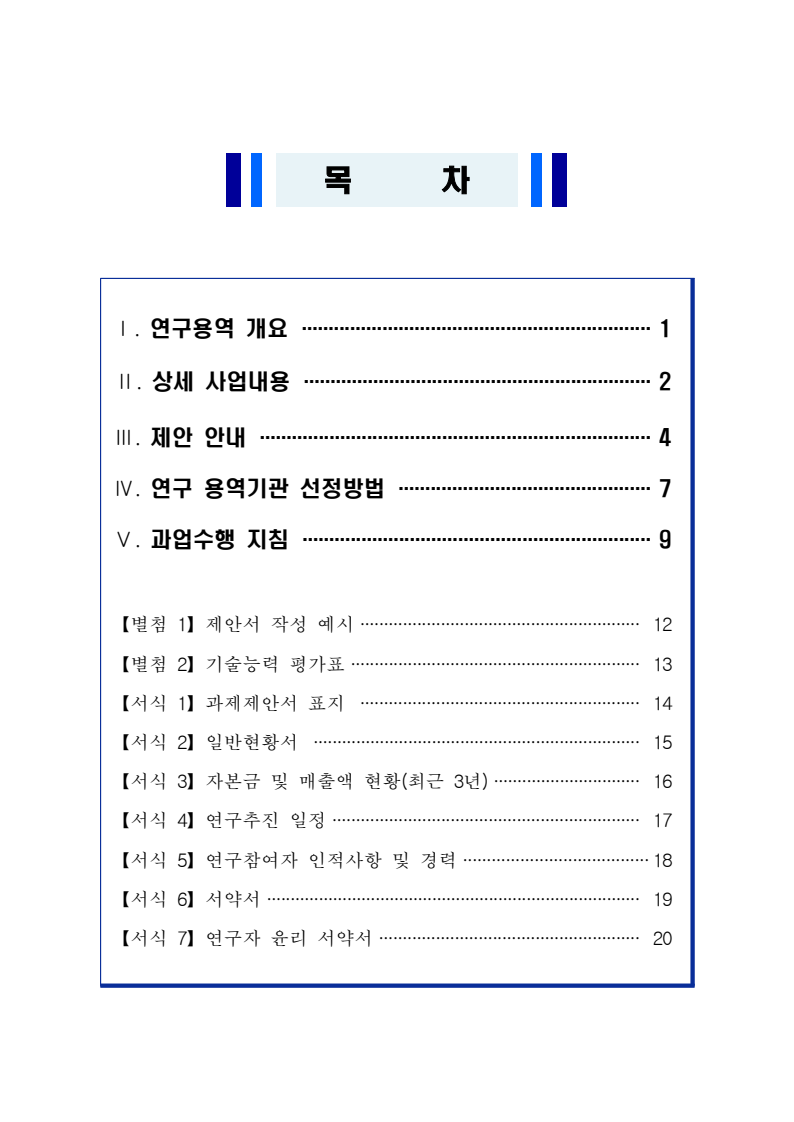 목 차
Ⅰ. 연구용역 개요 ······························ 1
Ⅱ. 상세 사업내용 ······························ 2
Ⅲ. 제안 안내 ······························ 4
Ⅳ. 연구 용역기관 선정방법 ······························ 7
Ⅴ. 과업수행 지침 ······························ 9
【별첨 1】제안서 작성 예시 ······························ 12
【별첨 2】기술능력 평가표 ······························ 13
【서식 1】과제제안서 표지 ······························ 14
【서식 2】일반현황서 ······························ 15
【서식 3】자본금 및 매출액 현황(최근 3년) ······························ 16
【서식 4】연구추진 일정 ······························ 17
【서식 5】연구참여자 인적사항 및 경력 ······························ 18
【서식 6】서약서 ······························ 19
【서식 7】연구자 윤리 서약서 ······························ 20